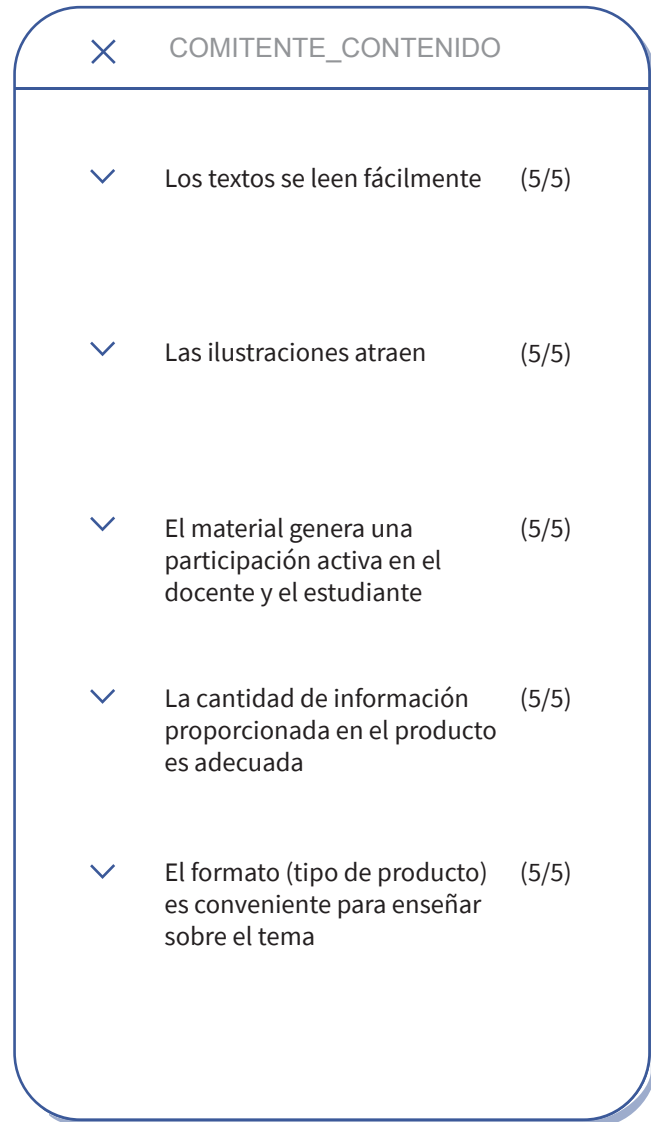 COMITENTE_CONTENIDO
Los textos se leen fácilmente (5/5)
Las ilustraciones atraen (5/5)
El material genera una (5/5)
participación activa en el
docente y el estudiante
La cantidad de información (5/5)
proporcionada en el producto
es adecuada
El formato (tipo de producto) (5/5)
es conveniente para enseñar
sobre el tema